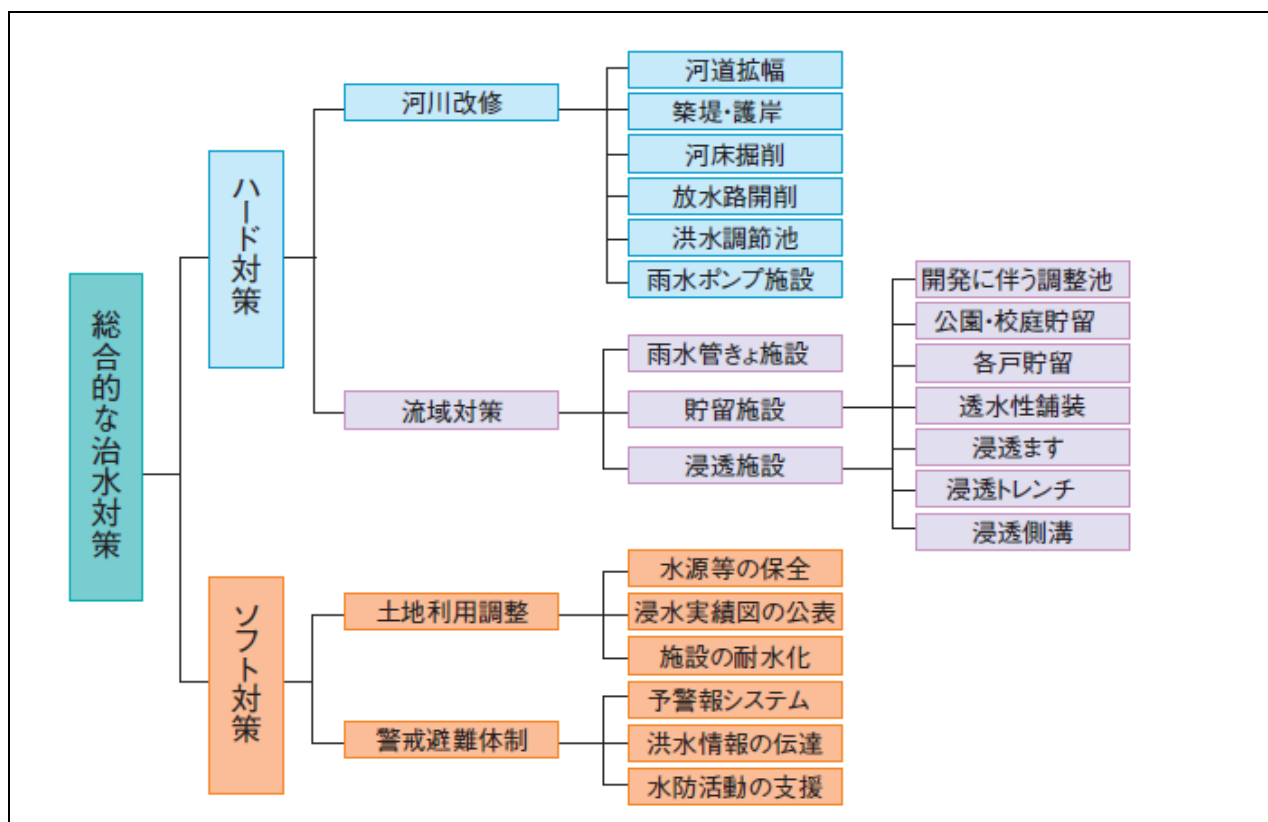 総合的な治水対策
ハード対策
河川改修
河道拡幅
築堤・護岸
河床掘削
放水路開削
洪水調節池
雨水ポンプ施設
流域対策
雨水管きょ施設
貯留施設
浸透施設
開発に伴う調整池
公園・校庭貯留
各戸貯留
透水性舗装
浸透ます
浸透トレンチ
浸透側溝
ソフト対策
土地利用調整
水源等の保全
浸水実績図の公表
施設の耐水化
警戒避難体制
予警報システム
洪水情報の伝達
水防活動の支援